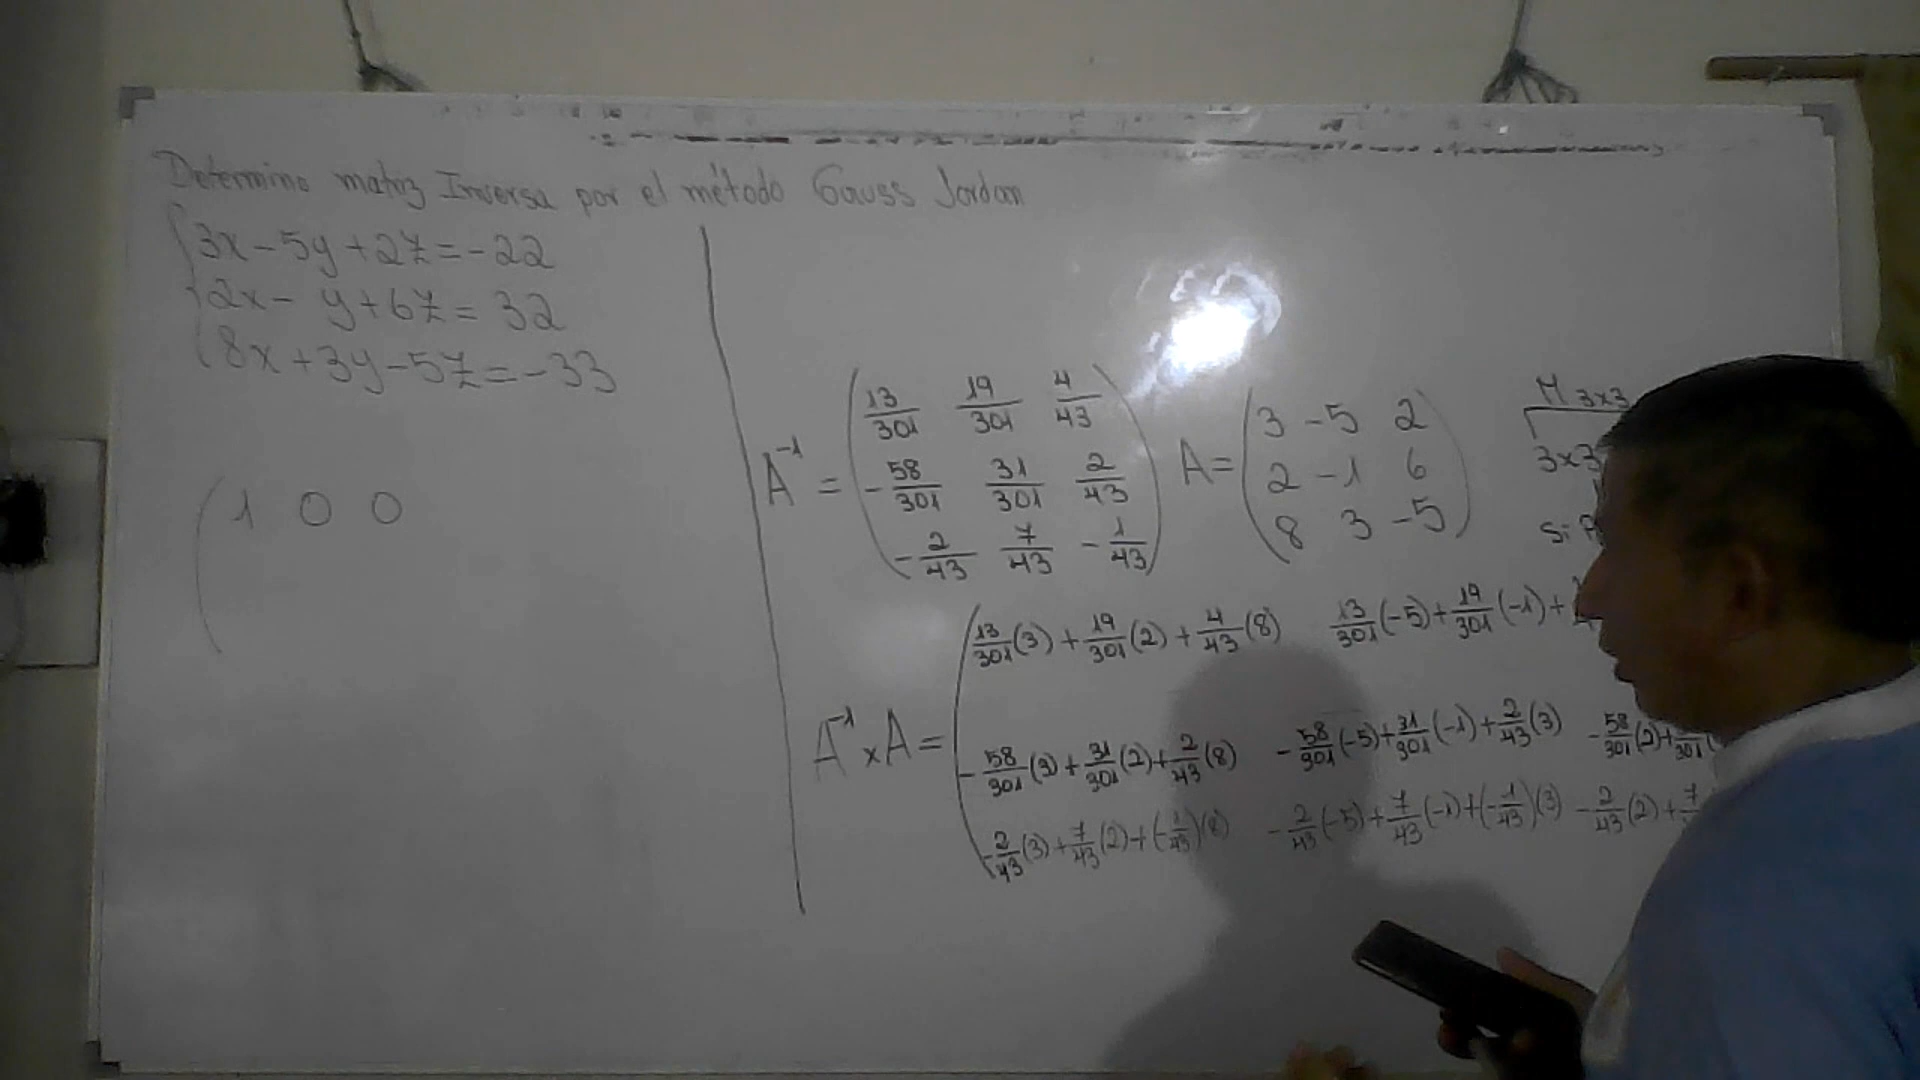 Determine matriz Inversa por el método Gauss Jordan
3x - 5y + 2z = -22
2x - y + 6z = 32
8x + 3y - 5z = -33
1 0 0
A⁻¹ = ( 13/301 19/301 4/43
-58/301 31/301 2/43
-2/43 7/43 -1/43 )
A = ( 3 -5 2
2 -1 6
8 3 -5 )
M 3x3
3x3
Si
A⁻¹ x A =
13/301 (3) + 19/301 (2) + 4/43 (8) 13/301 (-5) + 19/301 (-1) +
-58/301 (3) + 31/301 (2) + 2/43 (8) -58/301 (-5) + 31/301 (-1) + 2/43 (3) -58/301 (2) +
-2/43 (3) + 7/43 (2) + (-1/43)(8) -2/43 (-5) + 7/43 (-1) + (-1/43)(3) -2/43 (2) +